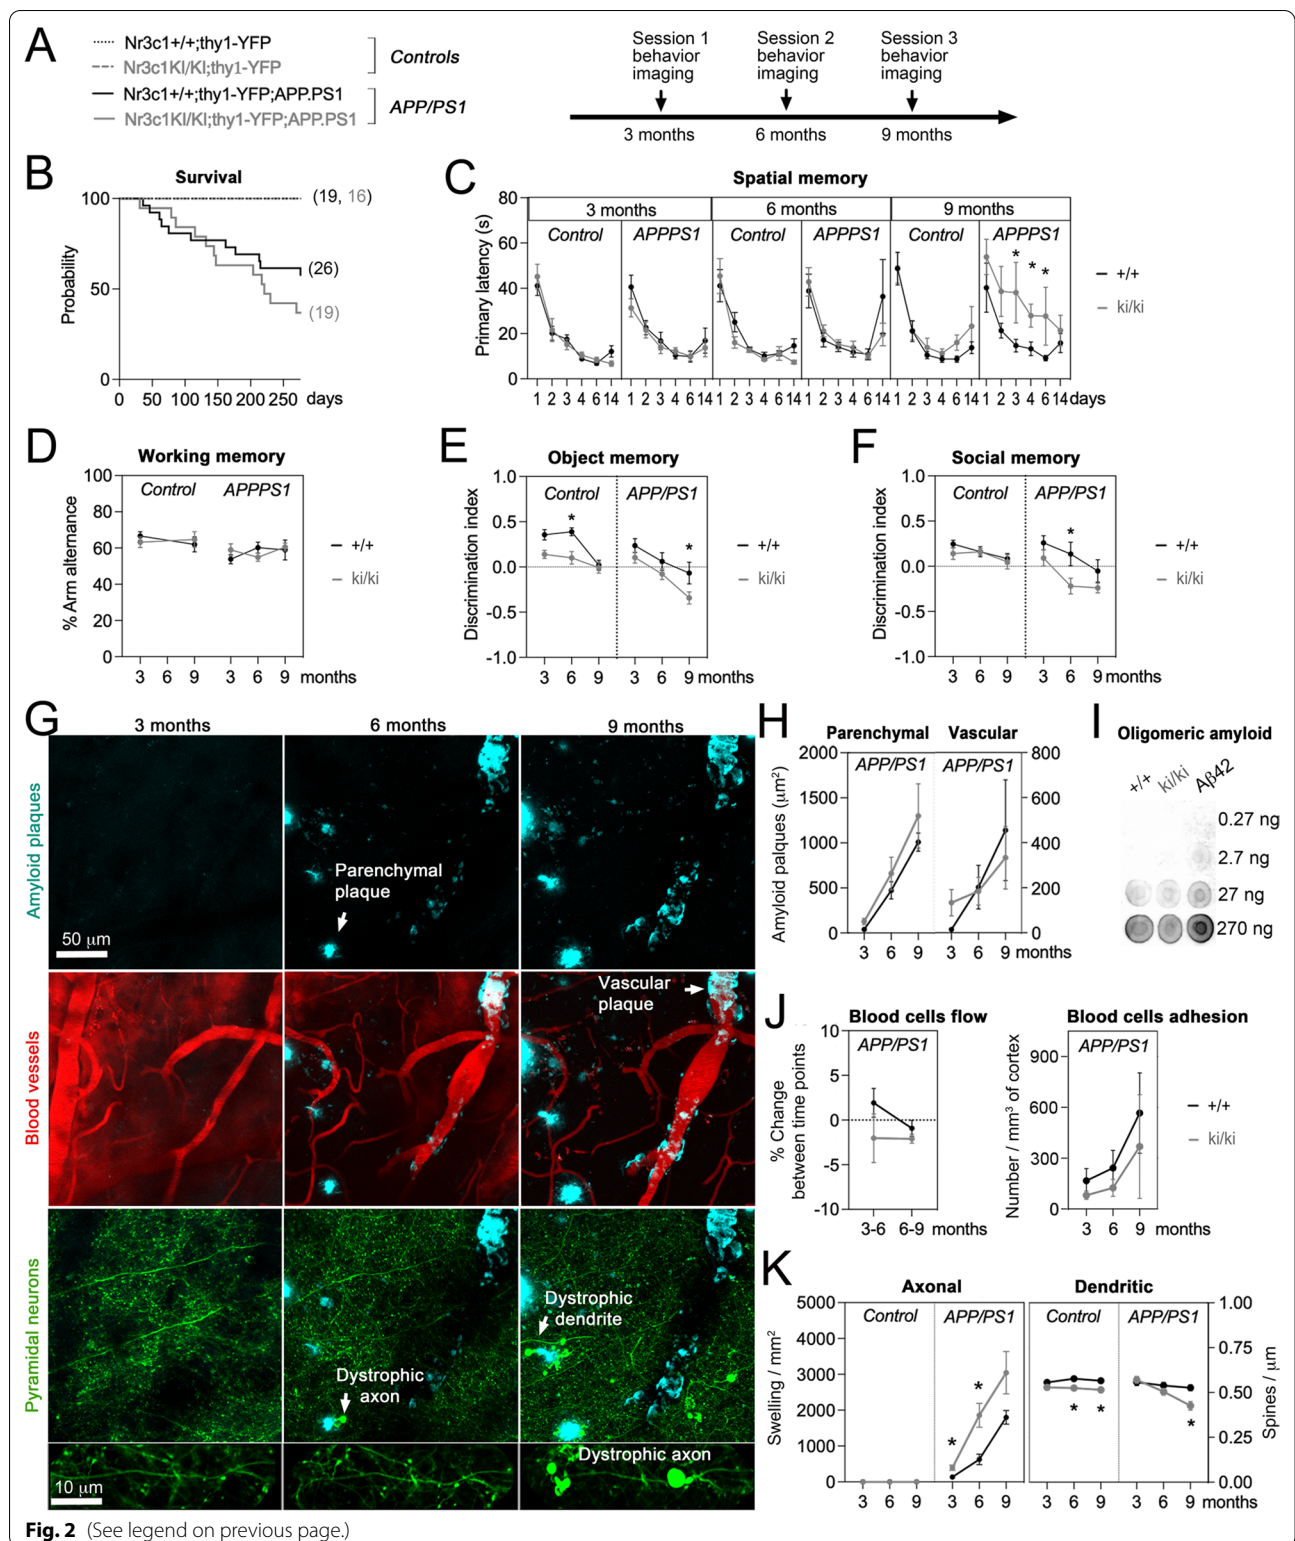 A
Nr3c1+/+;thy1-YFP
Nr3c1KI/KI;thy1-YFP
Controls
Nr3c1+/+;thy1-YFP;APP.PS1
Nr3c1KI/KI;thy1-YFP;APP.PS1
APP/PS1
Session 1
behavior
imaging
Session 2
behavior
imaging
Session 3
behavior
imaging
3 months
6 months
9 months
B
Survival
Probability
100
50
0
0 50 100 150 200 250 days
(19, 16)
(26)
(19)
C
Spatial memory
Primary latency (s)
80
60
40
20
0
3 months
6 months
9 months
Control
APPPS1
Control
APPPS1
Control
APPPS1
* * *
1 2 3 4 6 14
1 2 3 4 6 14
1 2 3 4 6 14
1 2 3 4 6 14
1 2 3 4 6 14
1 2 3 4 6 14 days
+/+
ki/ki
D
Working memory
% Arm alternance
100
80
60
40
20
0
Control
APPPS1
3 6 9 3 6 9 months
+/+
ki/ki
E
Object memory
Discrimination index
1.0
0.5
0.0
-0.5
-1.0
Control
APP/PS1
*
*
3 6 9 3 6 9 months
+/+
ki/ki
F
Social memory
Discrimination index
1.0
0.5
0.0
-0.5
-1.0
Control
APP/PS1
*
3 6 9 3 6 9 months
+/+
ki/ki
G
3 months
6 months
9 months
Amyloid plaques
Parenchymal
plaque
50 μm
Blood vessels
Vascular
plaque
Pyramidal neurons
Dystrophic
axon
Dystrophic
dendrite
10 μm
Dystrophic axon
H
Parenchymal
Vascular
Amyloid palques (μm²)
2000
1500
1000
500
0
APP/PS1
APP/PS1
800
600
400
200
0
3 6 9 3 6 9 months
I
Oligomeric amyloid
+/+
ki/ki
Aβ42
0.27 ng
2.7 ng
27 ng
270 ng
J
Blood cells flow
% Change
between time points
10
5
0
-5
-10
APP/PS1
3-6 6-9 months
Blood cells adhesion
Number / mm³ of cortex
900
600
300
0
APP/PS1
3 6 9 months
+/+
ki/ki
K
Axonal
Swelling / mm²
5000
4000
3000
2000
1000
0
Control
APP/PS1
*
*
3 6 9 3 6 9
Dendritic
Control
APP/PS1
* *
*
1.00
0.75
0.50
0.25
0.00
Spines / μm
3 6 9 3 6 9 months
Fig. 2 (See legend on previous page.)